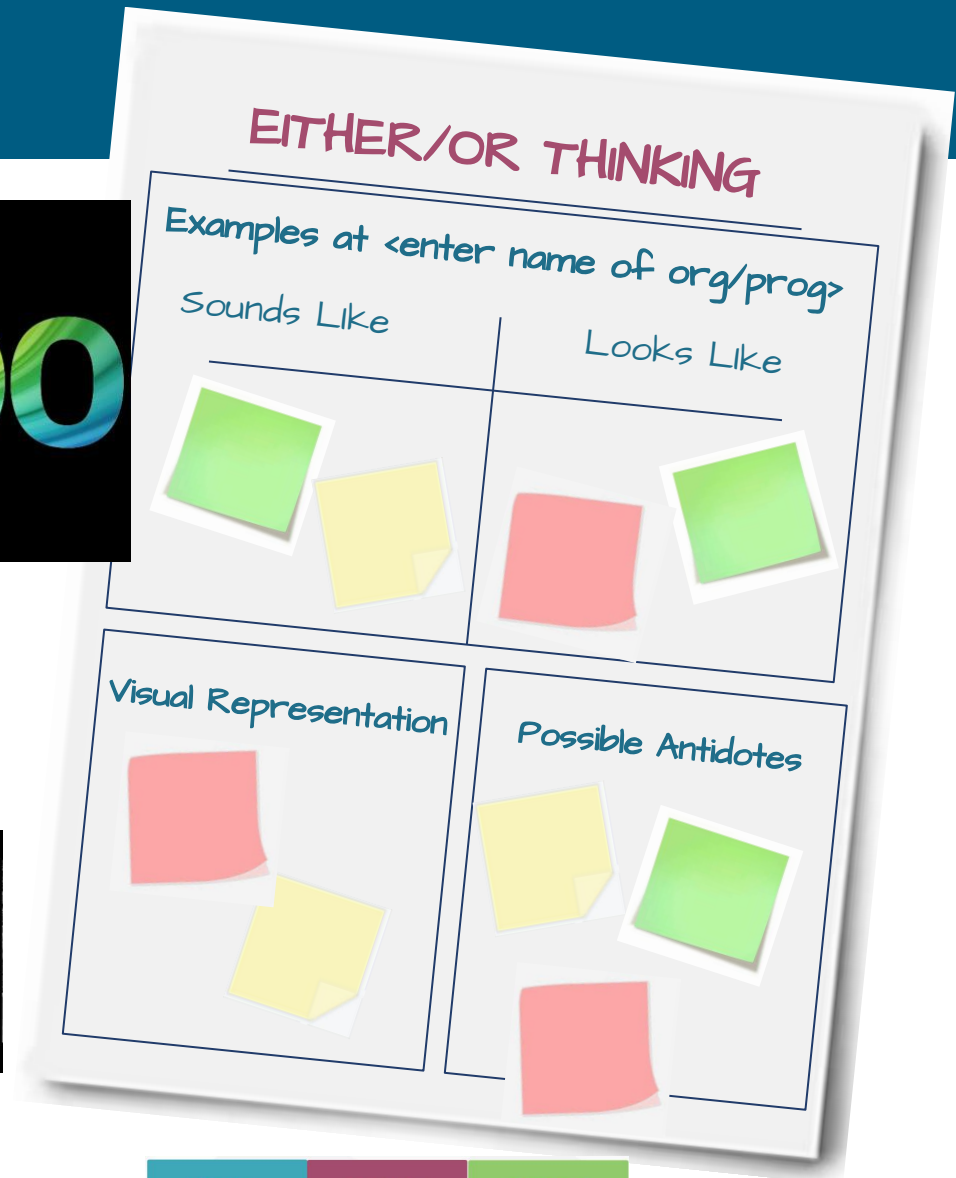 EITHER/OR THINKING
Examples at <enter name of org/prog>
Sounds Like
Looks Like
Visual Representation
Possible Antidotes